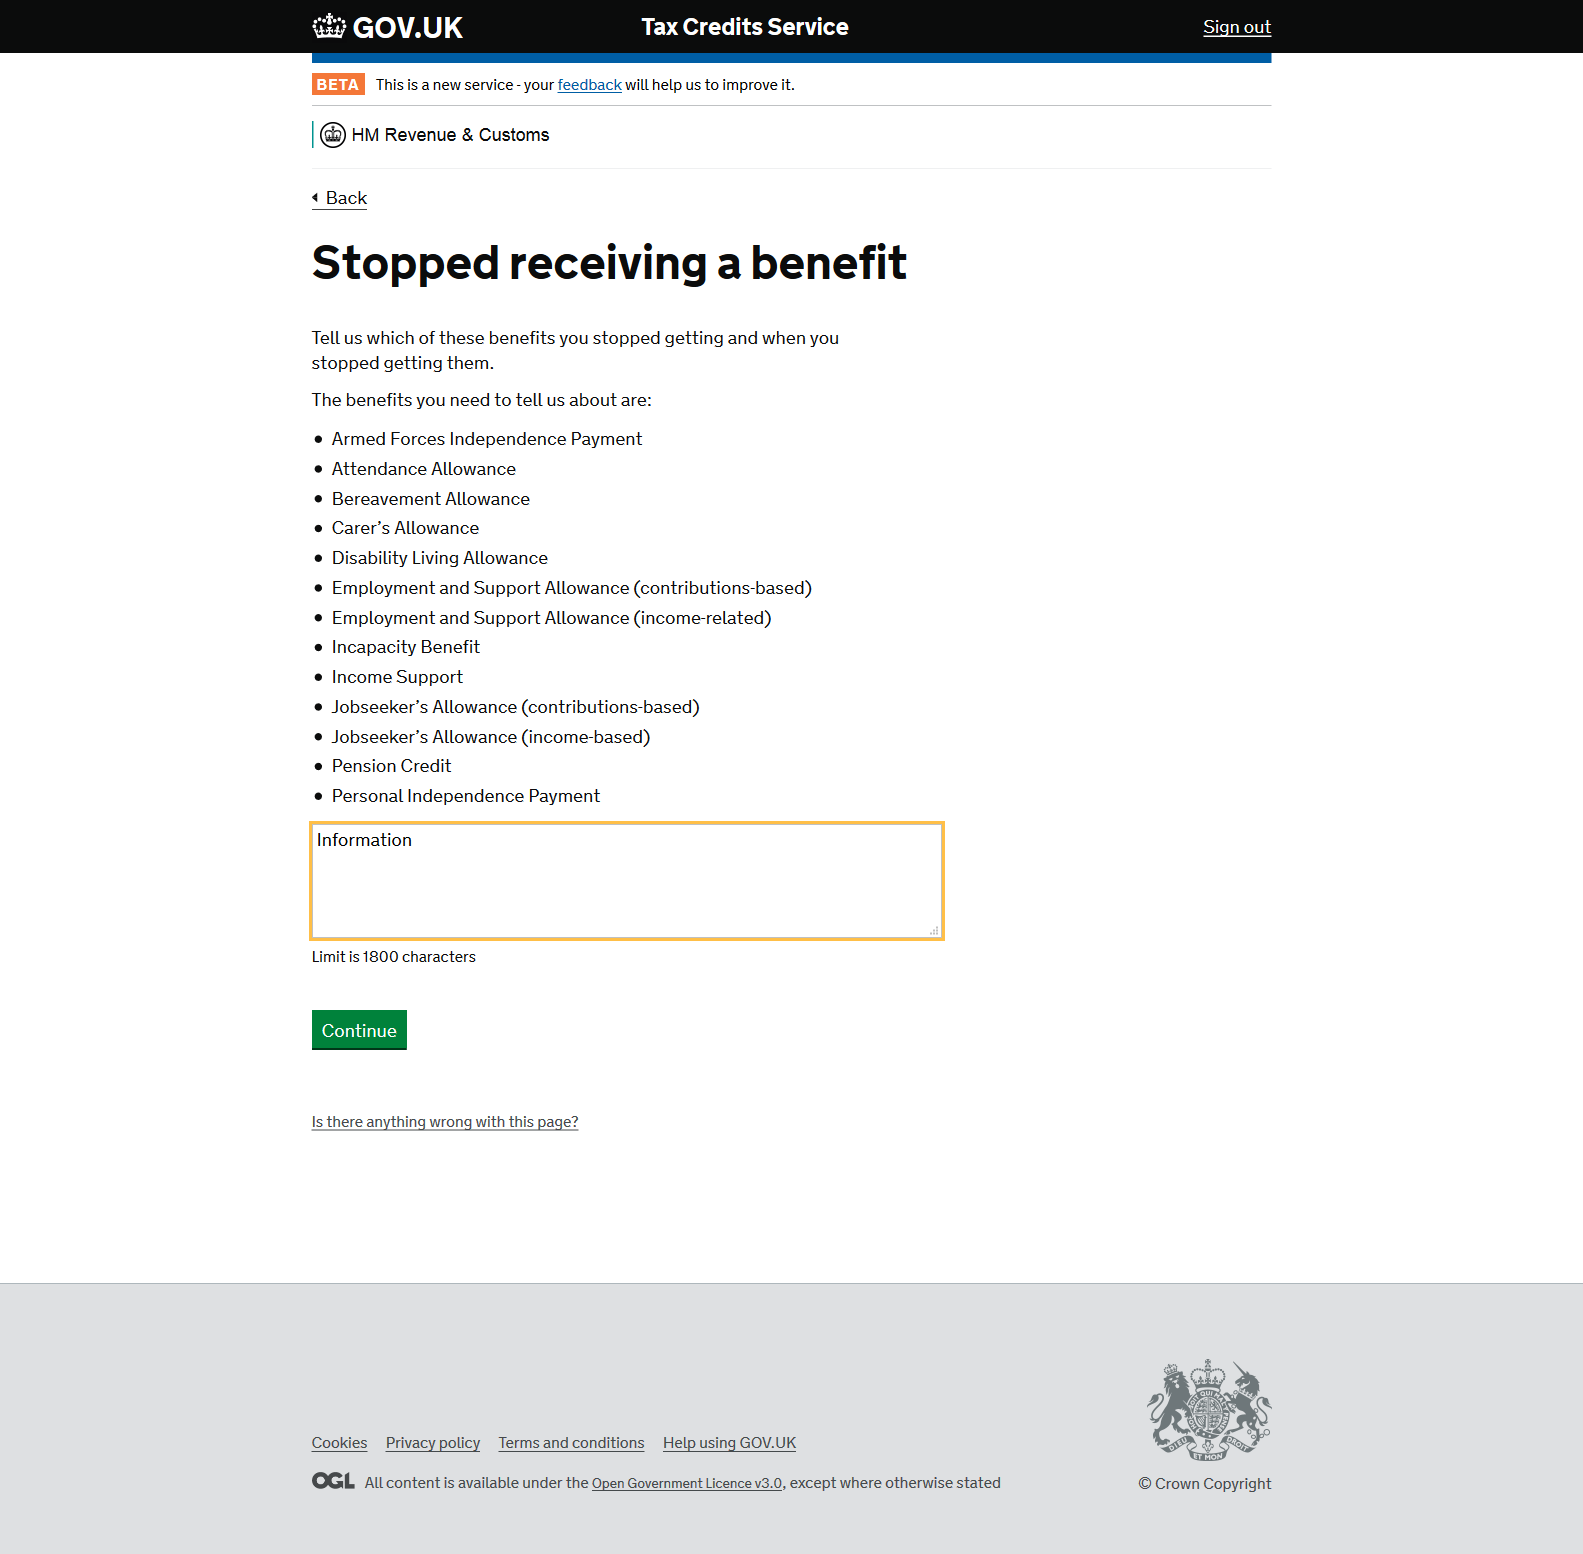 GOV.UK
Tax Credits Service
Sign out
BETA This is a new service - your feedback will help us to improve it.
HM Revenue & Customs
Back
Stopped receiving a benefit
Tell us which of these benefits you stopped getting and when you
stopped getting them.
The benefits you need to tell us about are:
• Armed Forces Independence Payment
• Attendance Allowance
• Bereavement Allowance
• Carer’s Allowance
• Disability Living Allowance
• Employment and Support Allowance (contributions-based)
• Employment and Support Allowance (income-related)
• Incapacity Benefit
• Income Support
• Jobseeker’s Allowance (contributions-based)
• Jobseeker’s Allowance (income-based)
• Pension Credit
• Personal Independence Payment
Information
Limit is 1800 characters
Continue
Is there anything wrong with this page?
Cookies Privacy policy Terms and conditions Help using GOV.UK
OGL All content is available under the Open Government Licence v3.0, except where otherwise stated
DIEU ET MON DROIT
© Crown Copyright